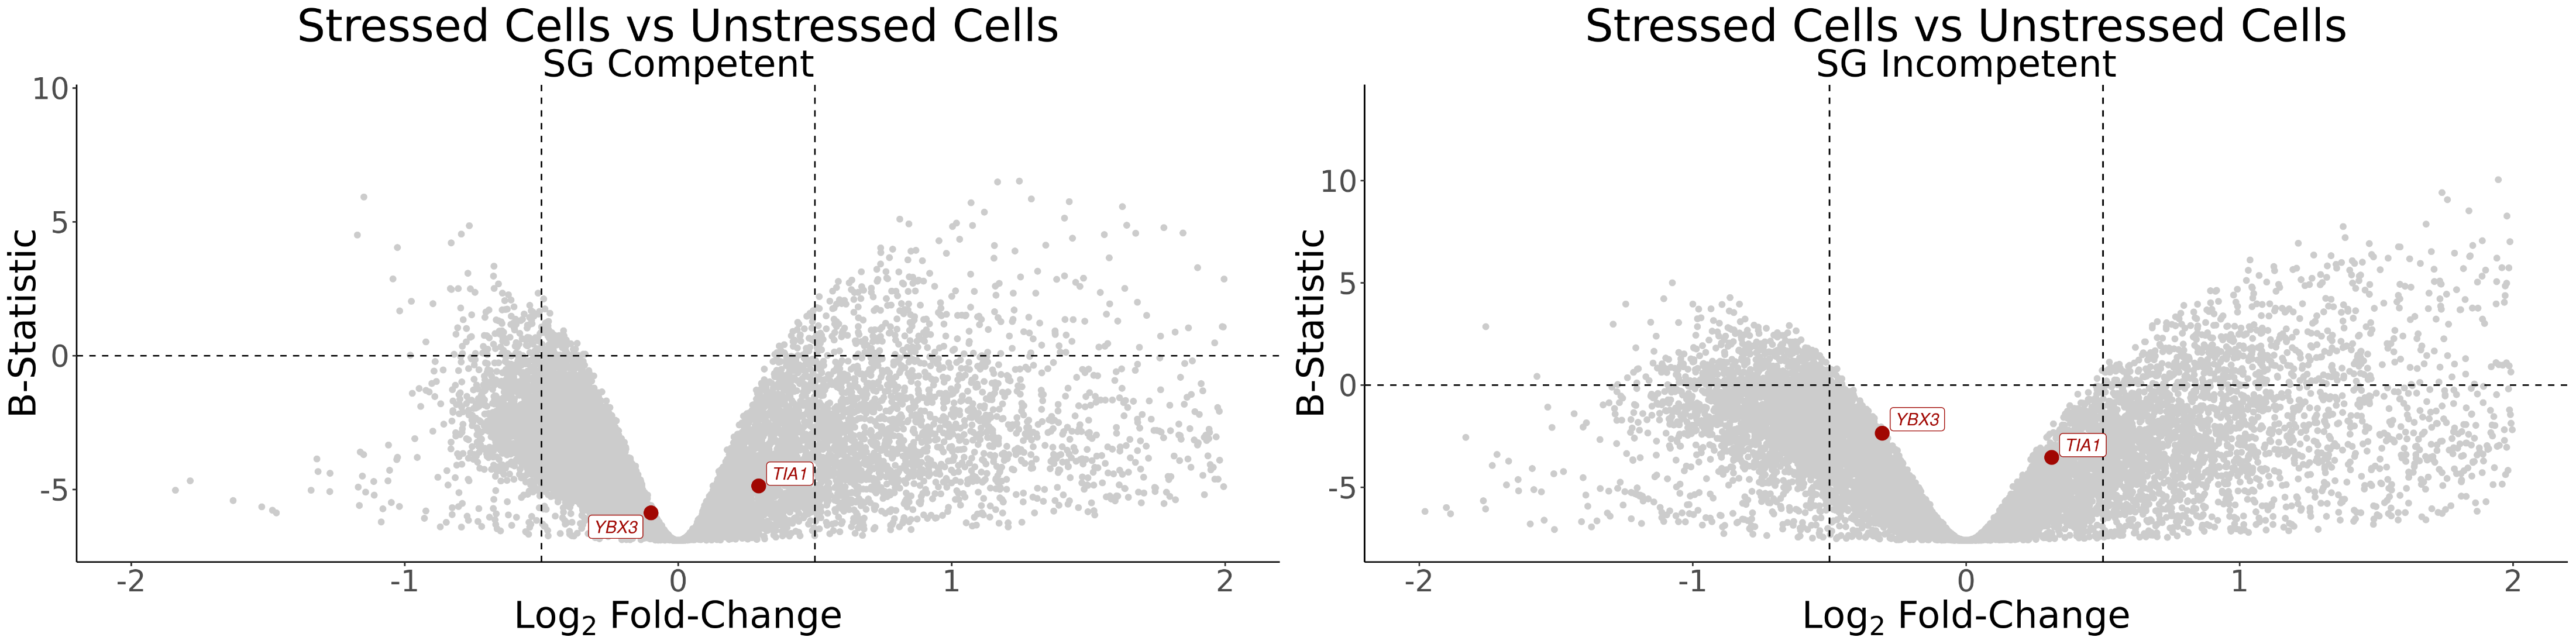 Stressed Cells vs Unstressed Cells
SG Competent
B-Statistic
10
5
0
-5
YBX3
TIA1
-2
-1
0
1
2
Log2 Fold-Change
Stressed Cells vs Unstressed Cells
SG Incompetent
B-Statistic
10
5
0
-5
YBX3
TIA1
-2
-1
0
1
2
Log2 Fold-Change